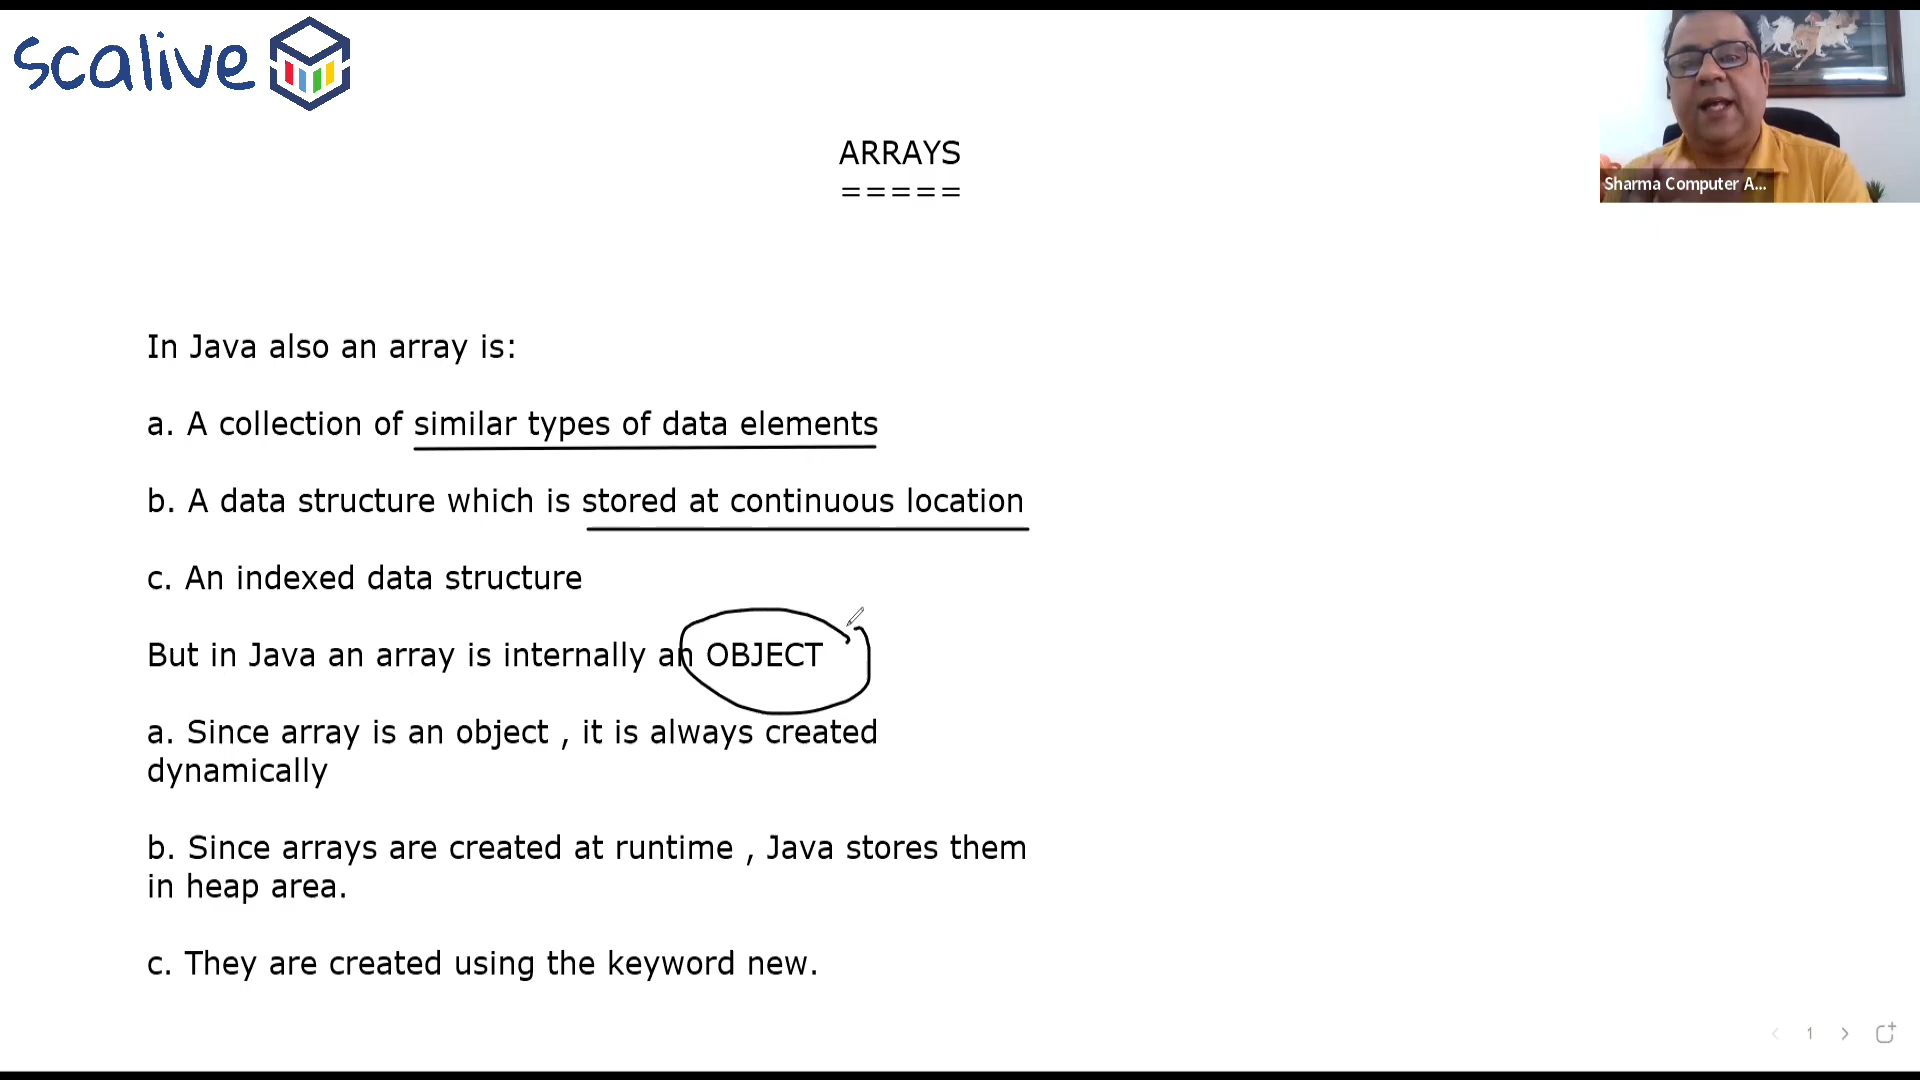 scalive
Sharma Computer A...
ARRAYS
=====
In Java also an array is:
a. A collection of similar types of data elements
b. A data structure which is stored at continuous location
c. An indexed data structure
But in Java an array is internally an OBJECT
a. Since array is an object , it is always created
dynamically
b. Since arrays are created at runtime , Java stores them
in heap area.
c. They are created using the keyword new.
1